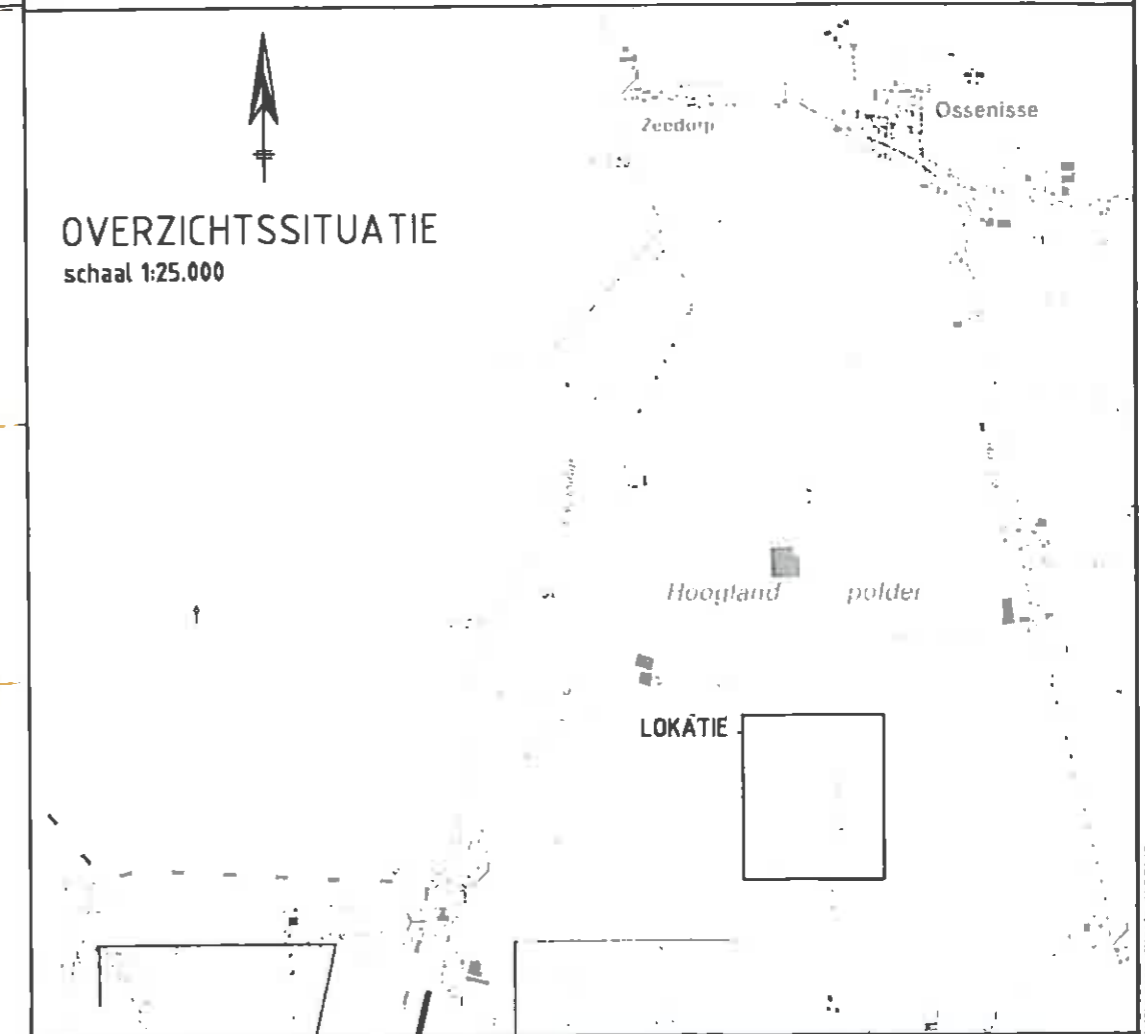 Ossenisse
Zeedorp
OVERZICHTSSITUATIE
schaal 1:25.000
Hoogland polder
LOKATIE